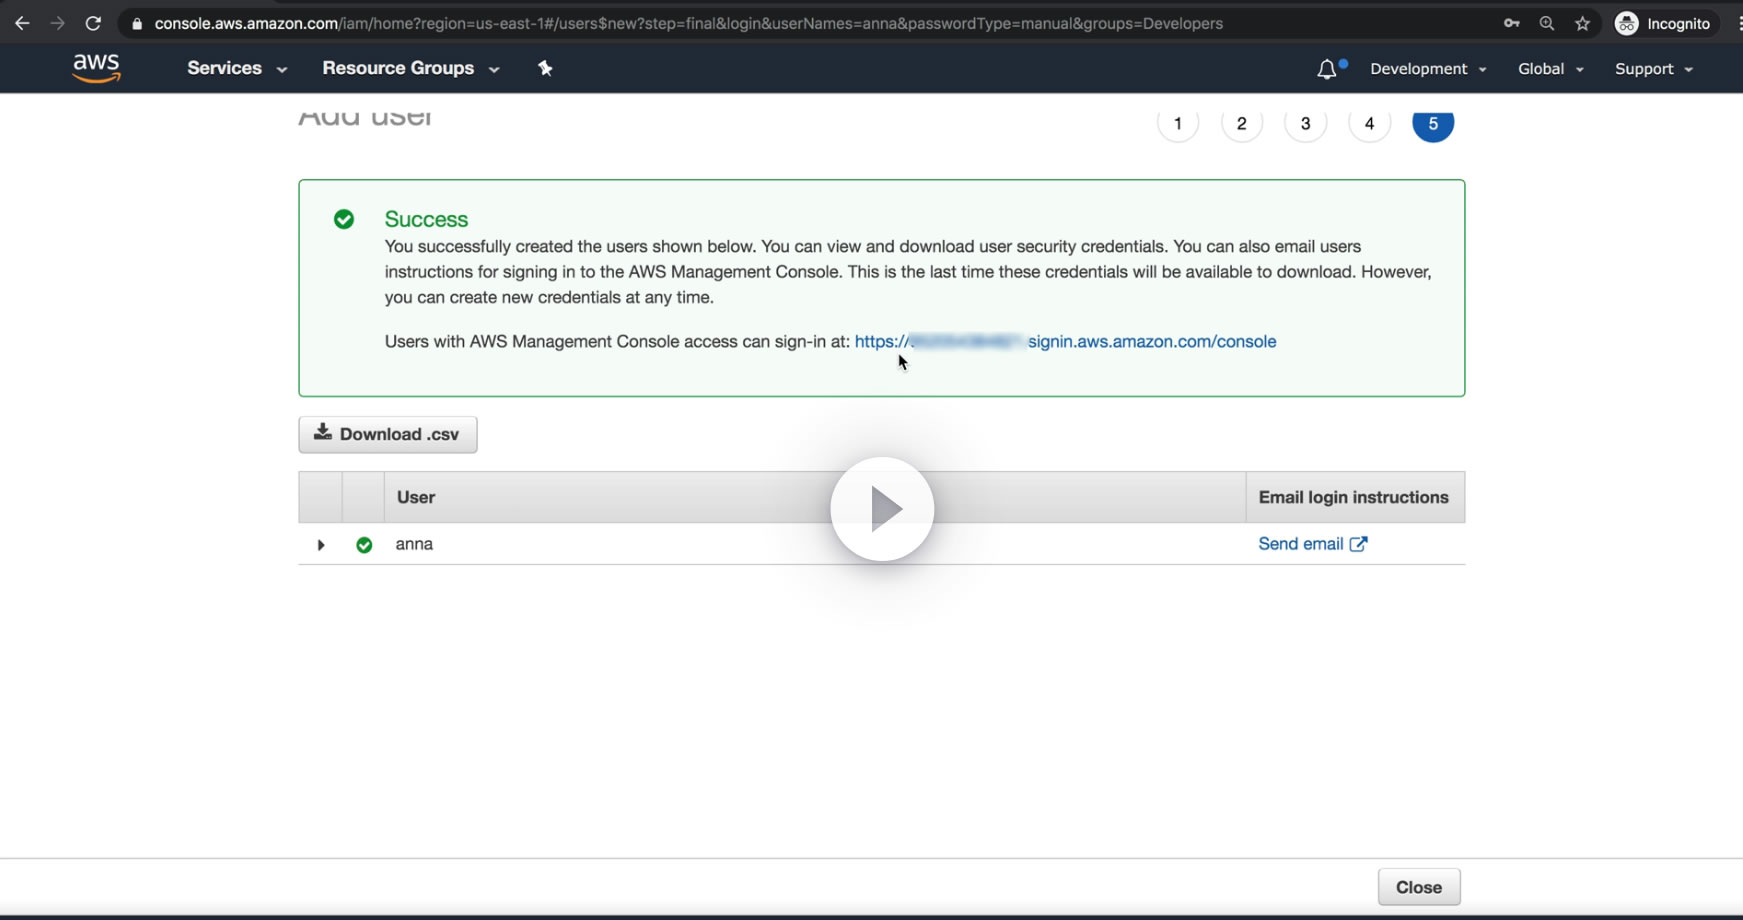 console.aws.amazon.com/iam/home?region=us-east-1#/users$new?step=final&login&userNames=anna&passwordType=manual&groups=Developers
Incognito
aws
Services
Resource Groups
Development
Global
Support
Add user
1
2
3
4
5
Success
You successfully created the users shown below. You can view and download user security credentials. You can also email users
instructions for signing in to the AWS Management Console. This is the last time these credentials will be available to download. However,
you can create new credentials at any time.
Users with AWS Management Console access can sign-in at: https:// signin.aws.amazon.com/console
Download .csv
User
Email login instructions
anna
Send email
Close